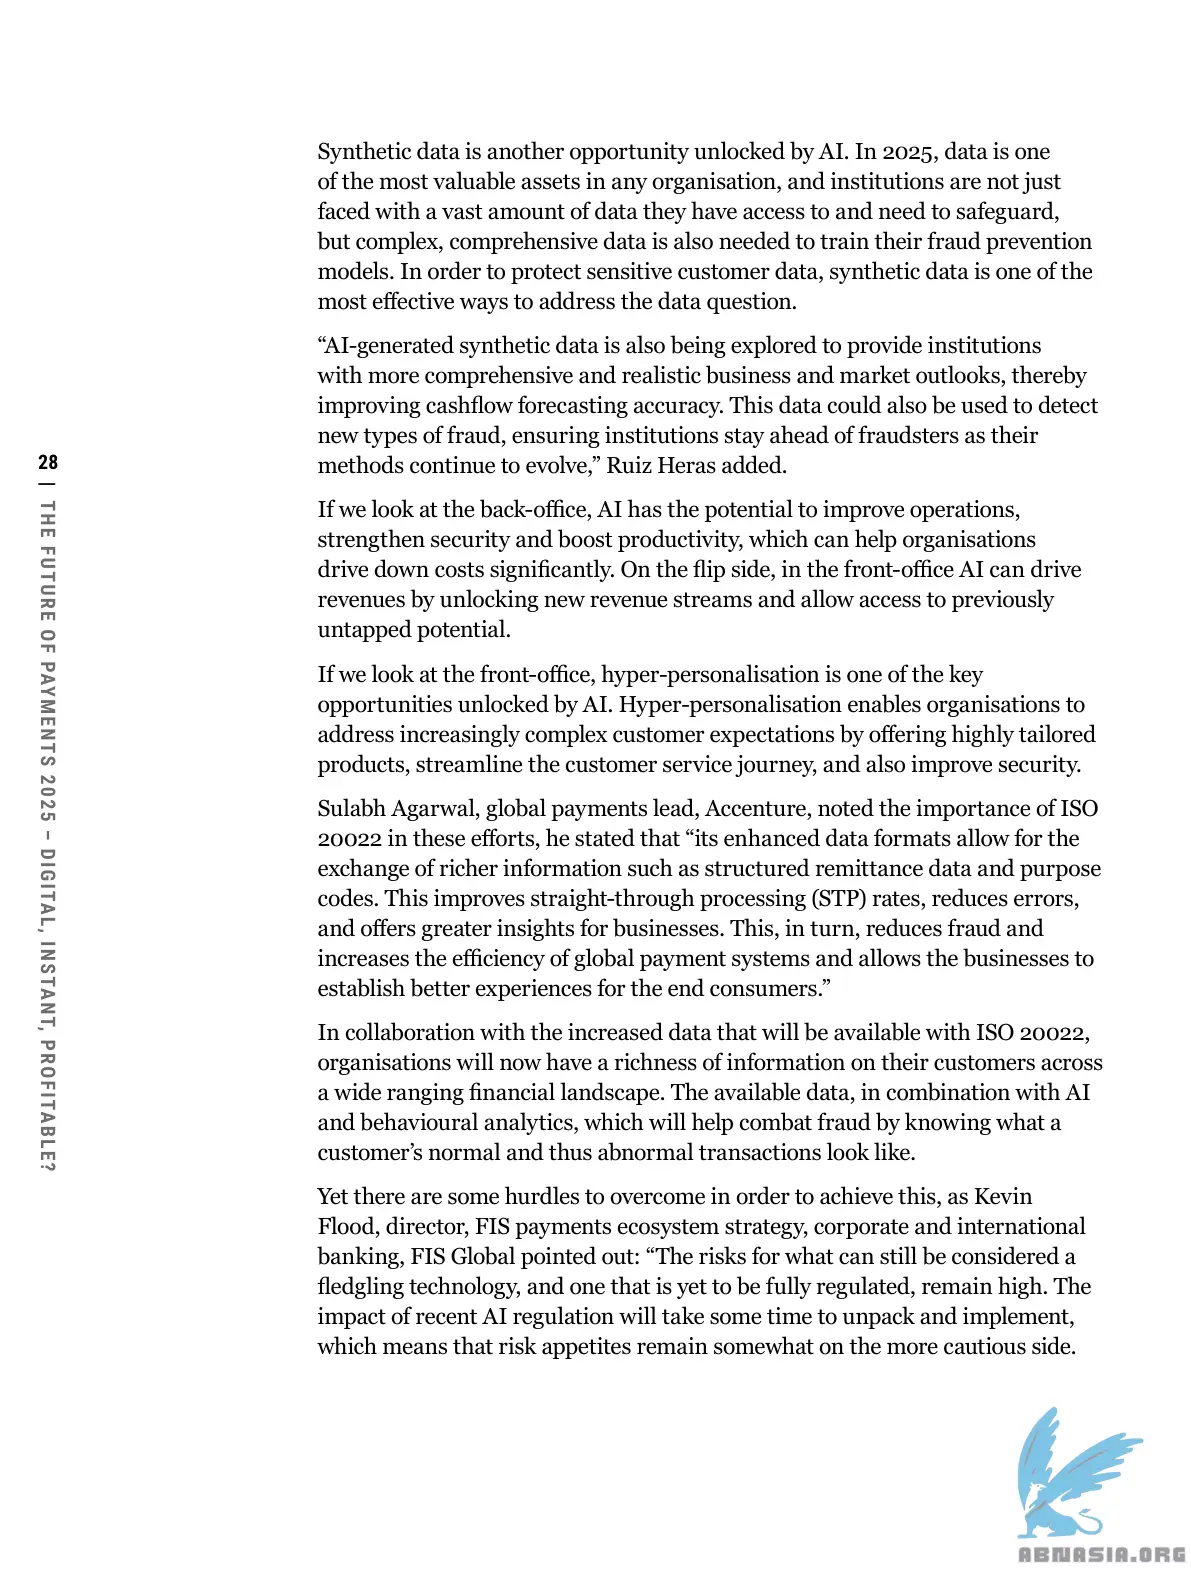 Synthetic data is another opportunity unlocked by AI. In 2025, data is one
of the most valuable assets in any organisation, and institutions are not just
faced with a vast amount of data they have access to and need to safeguard,
but complex, comprehensive data is also needed to train their fraud prevention
models. In order to protect sensitive customer data, synthetic data is one of the
most effective ways to address the data question.
“AI-generated synthetic data is also being explored to provide institutions
with more comprehensive and realistic business and market outlooks, thereby
improving cashflow forecasting accuracy. This data could also be used to detect
new types of fraud, ensuring institutions stay ahead of fraudsters as their
methods continue to evolve,” Ruiz Heras added.
If we look at the back-office, AI has the potential to improve operations,
strengthen security and boost productivity, which can help organisations
drive down costs significantly. On the flip side, in the front-office AI can drive
revenues by unlocking new revenue streams and allow access to previously
untapped potential.
If we look at the front-office, hyper-personalisation is one of the key
opportunities unlocked by AI. Hyper-personalisation enables organisations to
address increasingly complex customer expectations by offering highly tailored
products, streamline the customer service journey, and also improve security.
Sulabh Agarwal, global payments lead, Accenture, noted the importance of ISO
20022 in these efforts, he stated that “its enhanced data formats allow for the
exchange of richer information such as structured remittance data and purpose
codes. This improves straight-through processing (STP) rates, reduces errors,
and offers greater insights for businesses. This, in turn, reduces fraud and
increases the efficiency of global payment systems and allows the businesses to
establish better experiences for the end consumers.”
In collaboration with the increased data that will be available with ISO 20022,
organisations will now have a richness of information on their customers across
a wide ranging financial landscape. The available data, in combination with AI
and behavioural analytics, which will help combat fraud by knowing what a
customer’s normal and thus abnormal transactions look like.
Yet there are some hurdles to overcome in order to achieve this, as Kevin
Flood, director, FIS payments ecosystem strategy, corporate and international
banking, FIS Global pointed out: “The risks for what can still be considered a
fledgling technology, and one that is yet to be fully regulated, remain high. The
impact of recent AI regulation will take some time to unpack and implement,
which means that risk appetites remain somewhat on the more cautious side.
28
| THE FUTURE OF PAYMENTS 2025 – DIGITAL, INSTANT, PROFITABLE?
ABNASIA.ORG